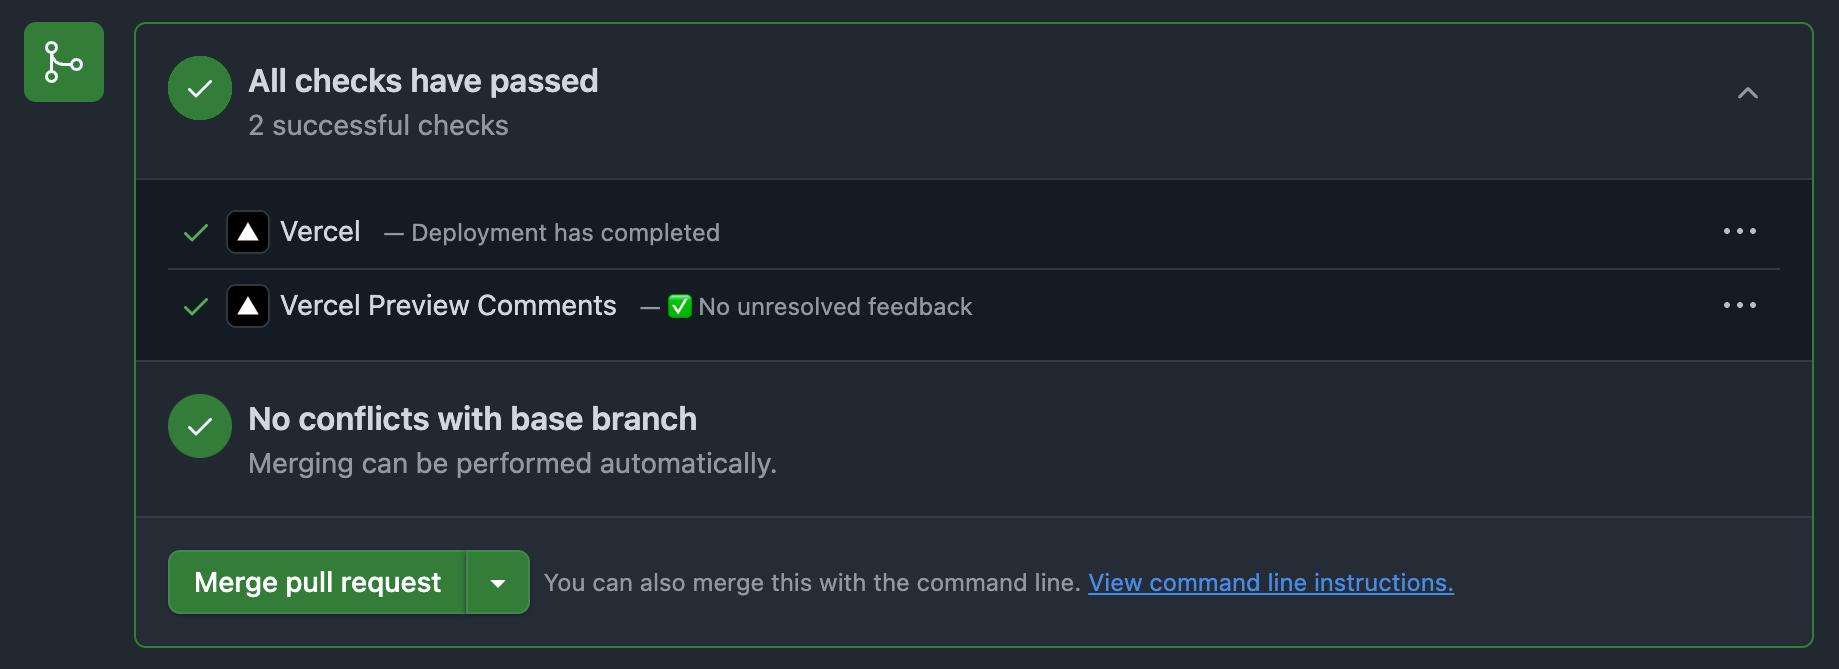 All checks have passed
2 successful checks
Vercel — Deployment has completed
Vercel Preview Comments — ✅ No unresolved feedback
No conflicts with base branch
Merging can be performed automatically.
Merge pull request You can also merge this with the command line. View command line instructions.